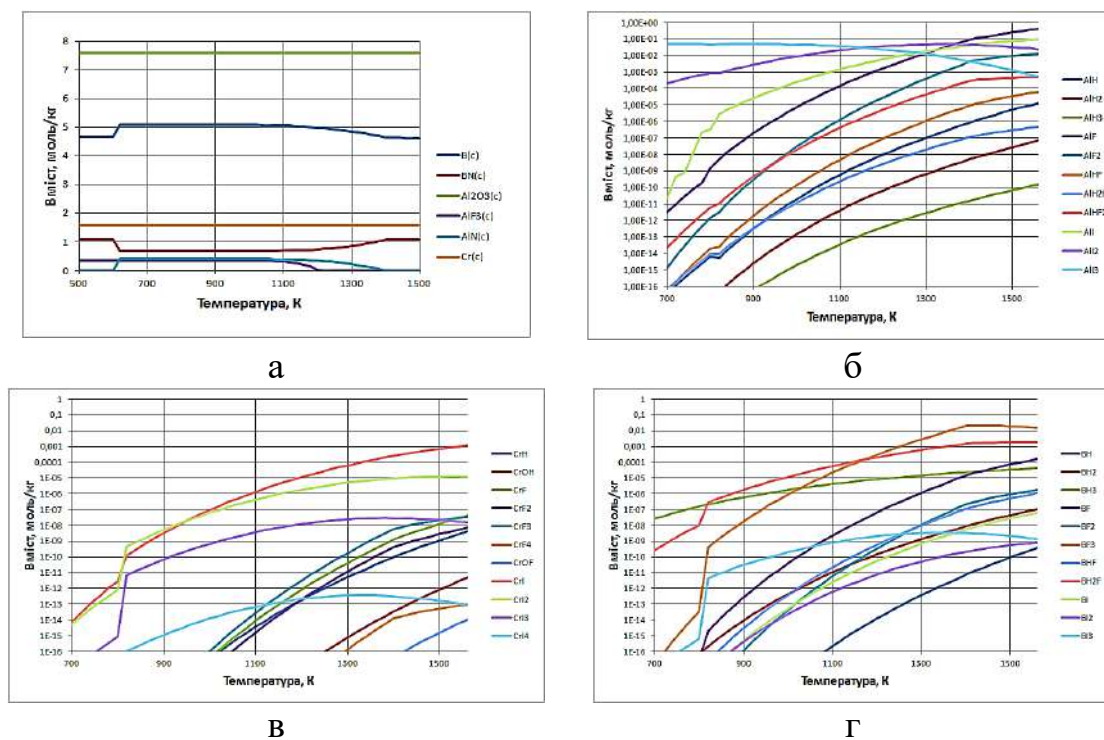 8
7
6
5
4
3
2
1
0
500
700
900
1100
1300
1500
Вміст, моль/кг
Температура, К
B(c)
BN(c)
Al2O3(c)
AlF3(c)
AlN(c)
Cr(c)
а
1,00E+00
1,00E-01
1,00E-02
1,00E-03
1,00E-04
1,00E-05
1,00E-06
1,00E-07
1,00E-08
1,00E-09
1,00E-10
1,00E-11
1,00E-12
1,00E-13
1,00E-14
1,00E-15
1,00E-16
700
900
1100
1300
1500
Вміст, моль/кг
Температура, К
AlH
AlH2
AlH3
AlF
AlF2
AlHF
AlH2F
AlHF2
AlI
AlI2
AlI3
б
1
0,1
0,01
0,001
0,0001
1E-05
1E-06
1E-07
1E-08
1E-09
1E-10
1E-11
1E-12
1E-13
1E-14
1E-15
1E-16
700
900
1100
1300
1500
Вміст, моль/кг
Температура, К
CrH
CrOH
CrF
CrF2
CrF3
CrF4
CrOF
CrI
CrI2
CrI3
CrI4
в
1
0,1
0,01
0,001
0,0001
1E-05
1E-06
1E-07
1E-08
1E-09
1E-10
1E-11
1E-12
1E-13
1E-14
1E-15
1E-16
700
900
1100
1300
1500
Вміст, моль/кг
Температура, К
BH
BH2
BH3
BF
BF2
BF3
BHF
BH2F
BI
BI2
BI3
г